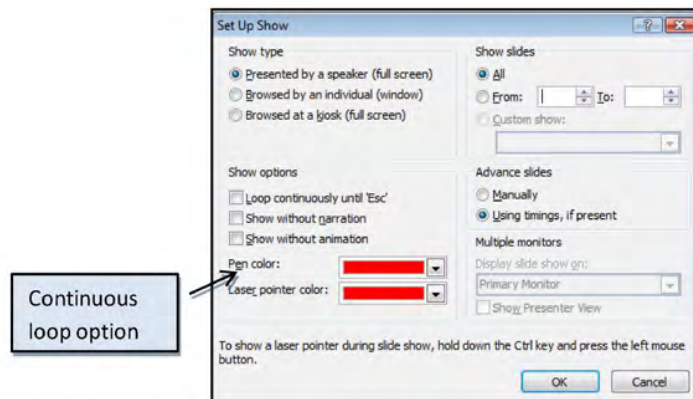 Set Up Show
Show type
Presented by a speaker (full screen)
Browsed by an individual (window)
Browsed at a kiosk (full screen)
Show slides
All
From: To:
Custom show:
Show options
Loop continuously until 'Esc'
Show without narration
Show without animation
Pen color:
Laser pointer color:
Advance slides
Manually
Using timings, if present
Multiple monitors
Display slide show on:
Primary Monitor
Show Presenter View
Continuous
loop option
To show a laser pointer during slide show, hold down the Ctrl key and press the left mouse
button.
OK Cancel